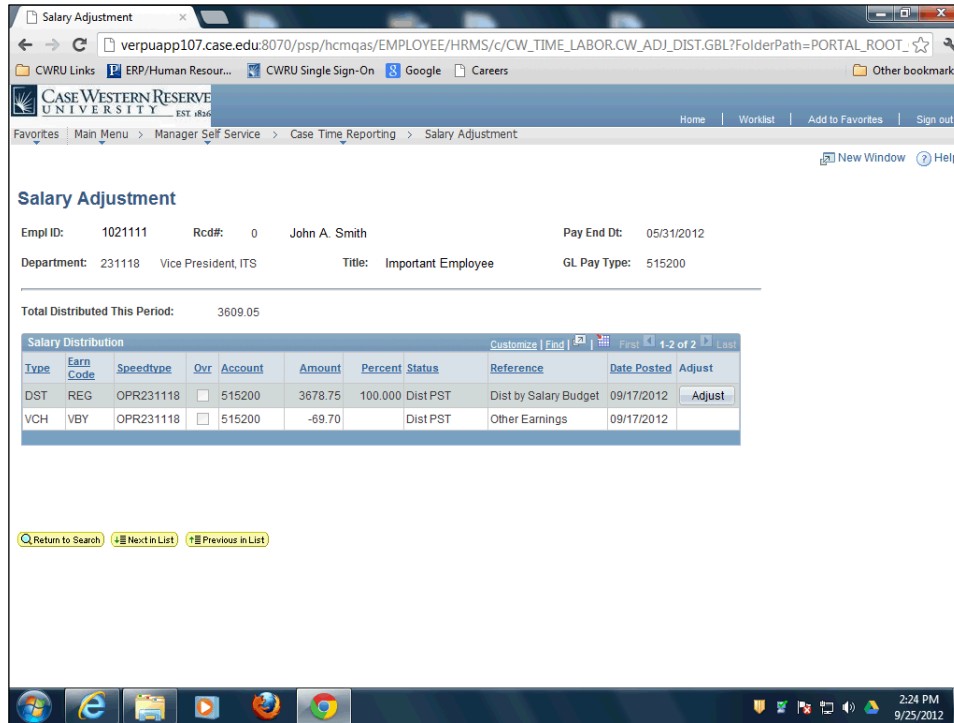 Salary Adjustment
verpuapp107.case.edu:8070/psp/hcmqas/EMPLOYEE/HRMS/c/CW_TIME_LABOR.CW_ADJ_DIST.GBL?FolderPath=PORTAL_ROOT_
CWRU Links ERP/Human Resour... CWRU Single Sign-On Google Careers Other bookmark
CASE WESTERN RESERVE
UNIVERSITY EST. 1826
Home | Worklist | Add to Favorites | Sign out
Favorites Main Menu > Manager Self Service > Case Time Reporting > Salary Adjustment
New Window Help
Salary Adjustment
Empl ID: 1021111 Rcd#: 0 John A. Smith Pay End Dt: 05/31/2012
Department: 231118 Vice President, ITS Title: Important Employee GL Pay Type: 515200
Total Distributed This Period: 3609.05
Salary Distribution Customize | Find | | First 1-2 of 2 Last
Type Earn Code Speedtype Ovr Account Amount Percent Status Reference Date Posted Adjust
DST REG OPR231118 515200 3678.75 100.000 Dist PST Dist by Salary Budget 09/17/2012 Adjust
VCH VBY OPR231118 515200 -69.70 Dist PST Other Earnings 09/17/2012
Return to Search Next in List Previous in List
2:24 PM
9/25/2012